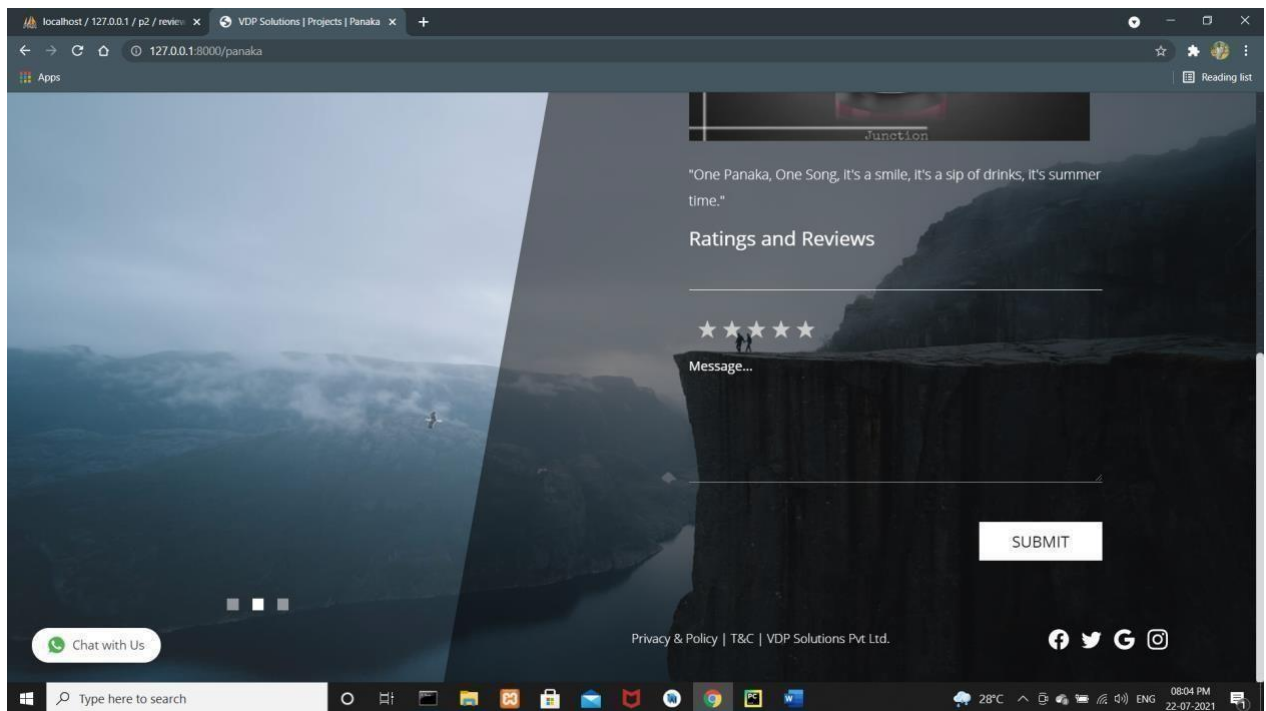 localhost / 127.0.0.1 / p2 / review
VDP Solutions | Projects | Panaka
127.0.0.1:8000/panaka
Apps
Reading list
Junction
"One Panaka, One Song, it's a smile, it's a sip of drinks, it's summer
time."
Ratings and Reviews
Message...
SUBMIT
Chat with Us
Privacy & Policy | T&C | VDP Solutions Pvt Ltd.
Type here to search
PC
W
28°C
ENG
08:04 PM
22-07-2021
1